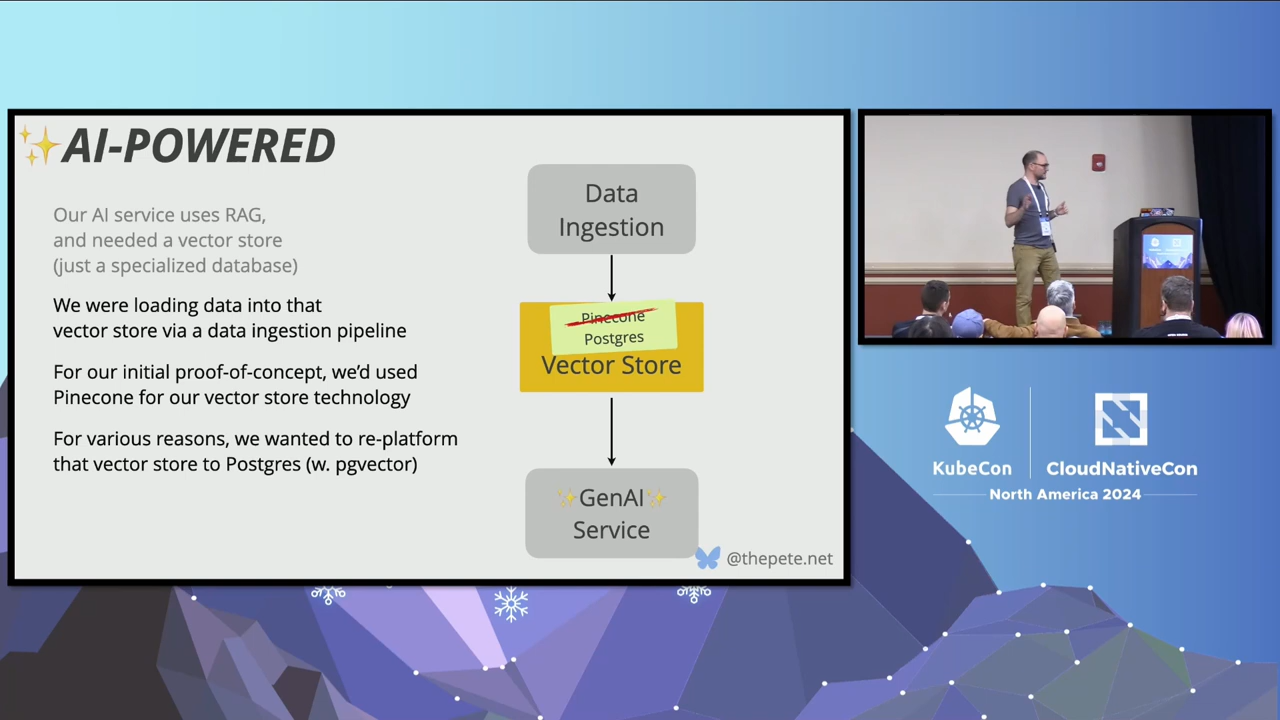 ✨AI-POWERED
Our AI service uses RAG,
and needed a vector store
(just a specialized database)
We were loading data into that
vector store via a data ingestion pipeline
For our initial proof-of-concept, we’d used
Pinecone for our vector store technology
For various reasons, we wanted to re-platform
that vector store to Postgres (w. pgvector)
Data
Ingestion
Pinecone
Postgres
Vector Store
✨GenAI✨
Service
@thepete.net
KubeCon
CloudNativeCon
North America 2024